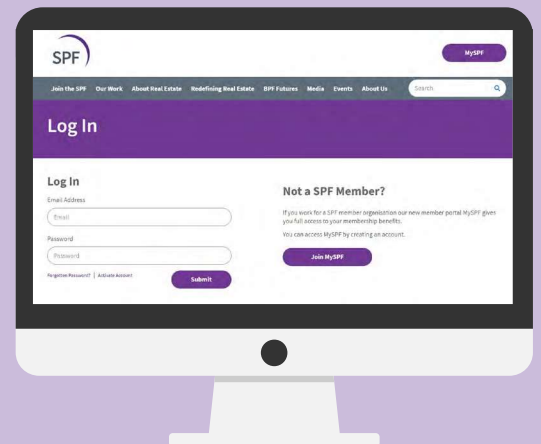 SPF
MySPF
Join the SPF Our Work About Real Estate Redefining Real Estate BPF Futures Media Events About Us Search
Log In
Log In
Email Address
Email
Password
Password
Forgotten Password? | Activate Account
Submit
Not a SPF Member?
If you work for a SPF member organisation our new member portal MySPF gives
you full access to your membership benefits.
You can access MySPF by creating an account.
Join MySPF